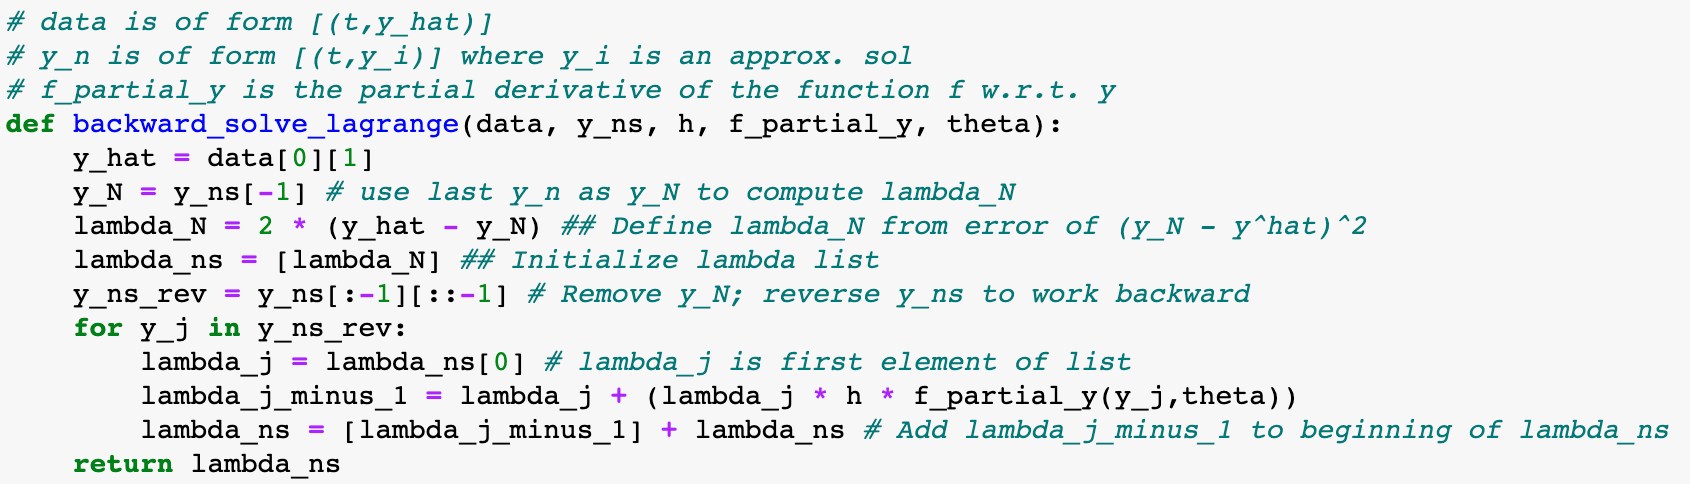 # data is of form [(t,y_hat)]
# y_n is of form [(t,y_i)] where y_i is an approx. sol
# f_partial_y is the partial derivative of the function f w.r.t. y
def backward_solve_lagrange(data, y_ns, h, f_partial_y, theta):
    y_hat = data[0][1]
    y_N = y_ns[-1] # use last y_n as y_N to compute lambda_N
    lambda_N = 2 * (y_hat - y_N) ## Define lambda_N from error of (y_N - y^hat)^2
    lambda_ns = [lambda_N] ## Initialize lambda list
    y_ns_rev = y_ns[:-1][::-1] # Remove y_N; reverse y_ns to work backward
    for y_j in y_ns_rev:
        lambda_j = lambda_ns[0] # lambda_j is first element of list
        lambda_j_minus_1 = lambda_j + (lambda_j * h * f_partial_y(y_j,theta))
        lambda_ns = [lambda_j_minus_1] + lambda_ns # Add lambda_j_minus_1 to beginning of lambda_ns
    return lambda_ns